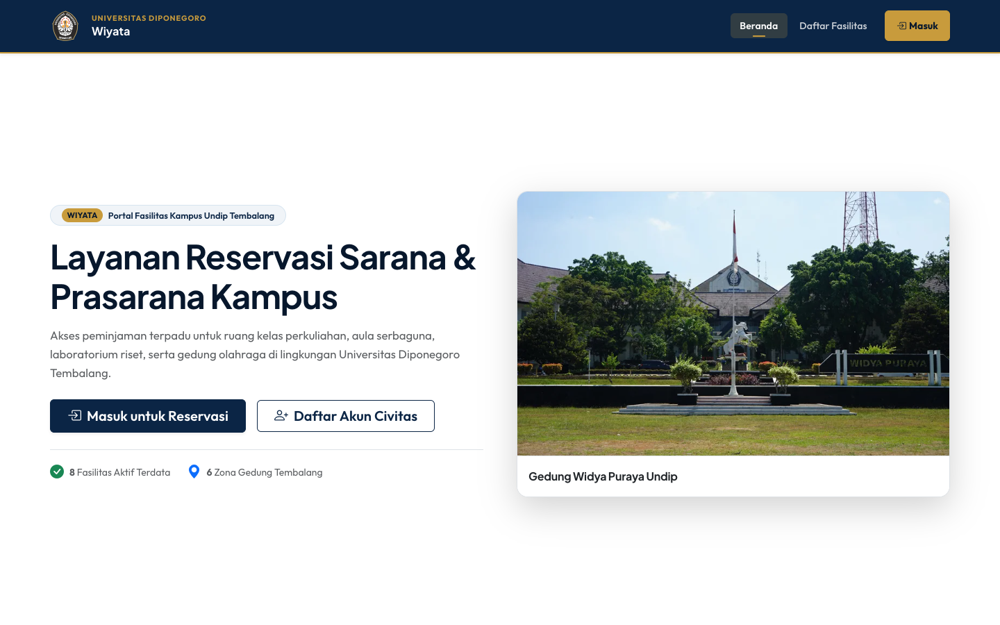 UNIVERSITAS DIPONEGORO
Wiyata
Beranda
Daftar Fasilitas
Masuk
WIYATA Portal Fasilitas Kampus Undip Tembalang
Layanan Reservasi Sarana &
Prasarana Kampus
Akses peminjaman terpadu untuk ruang kelas perkuliahan, aula serbaguna,
laboratorium riset, serta gedung olahraga di lingkungan Universitas Diponegoro
Tembalang.
Masuk untuk Reservasi
Daftar Akun Civitas
8 Fasilitas Aktif Terdata
6 Zona Gedung Tembalang
WIDYA PURAYA
Gedung Widya Puraya Undip